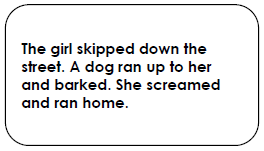 The girl skipped down the
street. A dog ran up to her
and barked. She screamed
and ran home.